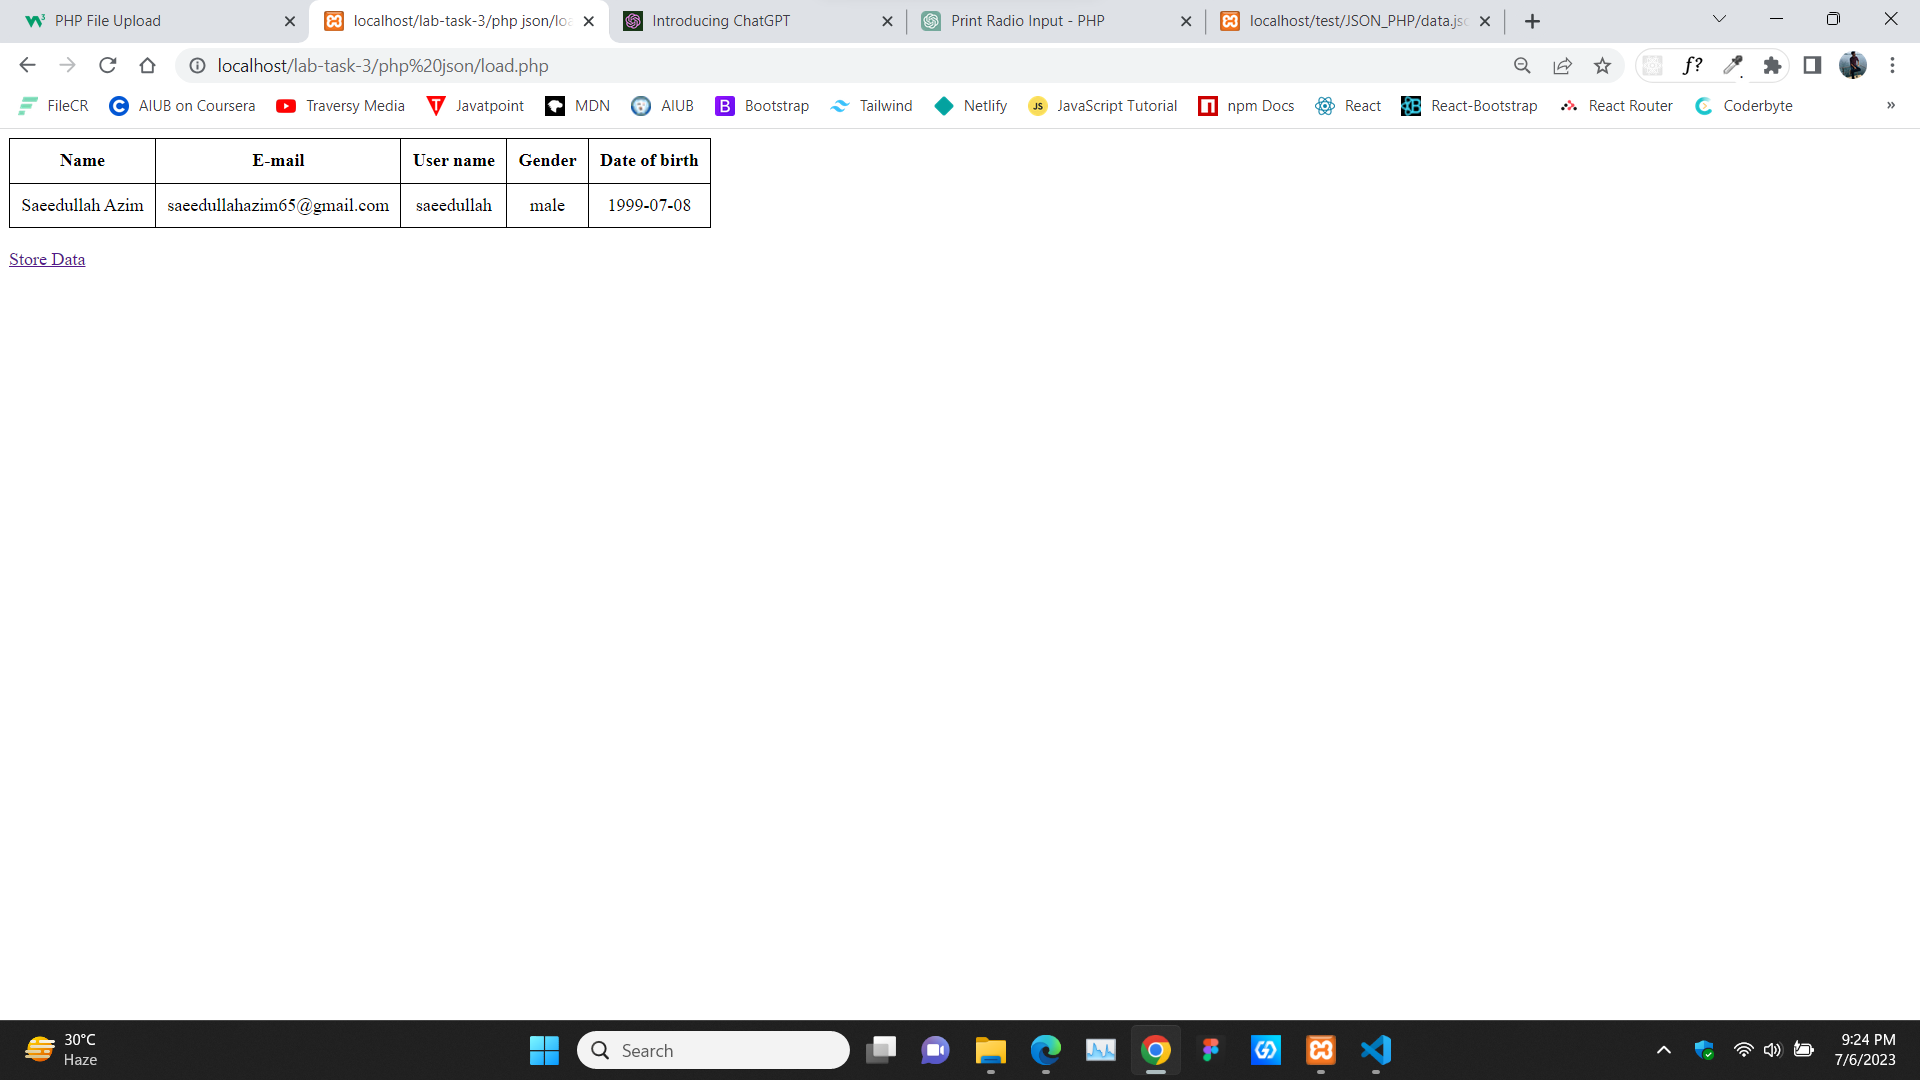 PHP File Upload
localhost/lab-task-3/php json/loa
Introducing ChatGPT
Print Radio Input - PHP
localhost/test/JSON_PHP/data.jso
localhost/lab-task-3/php%20json/load.php
f?
FileCR AIUB on Coursera Traversy Media Javatpoint MDN AIUB Bootstrap Tailwind Netlify JavaScript Tutorial npm Docs React React-Bootstrap React Router Coderbyte »
Name E-mail User name Gender Date of birth
Saeedullah Azim saeedullahazim65@gmail.com saeedullah male 1999-07-08
Store Data
30°C
Haze
Search
9:24 PM
7/6/2023